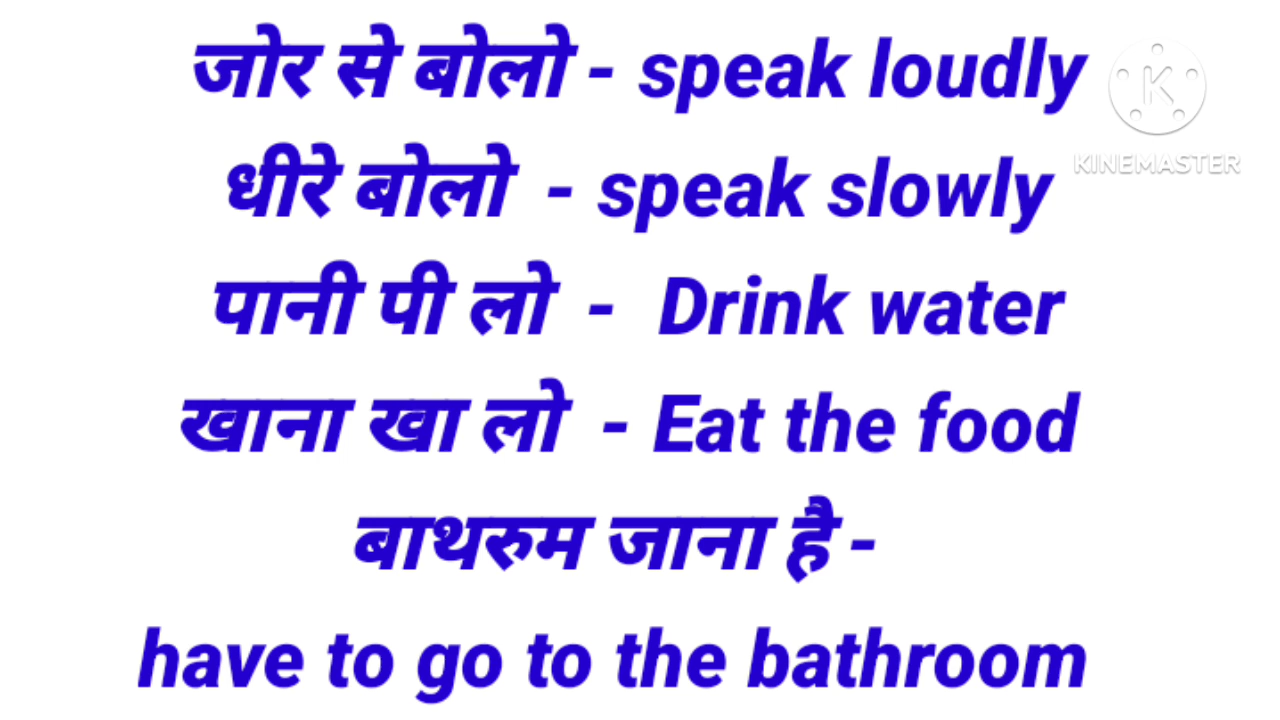 जोर से बोलो - speak loudly
धीरे बोलो - speak slowly
पानी पी लो - Drink water
खाना खा लो - Eat the food
बाथरुम जाना है -
have to go to the bathroom
K
KINEMASTER